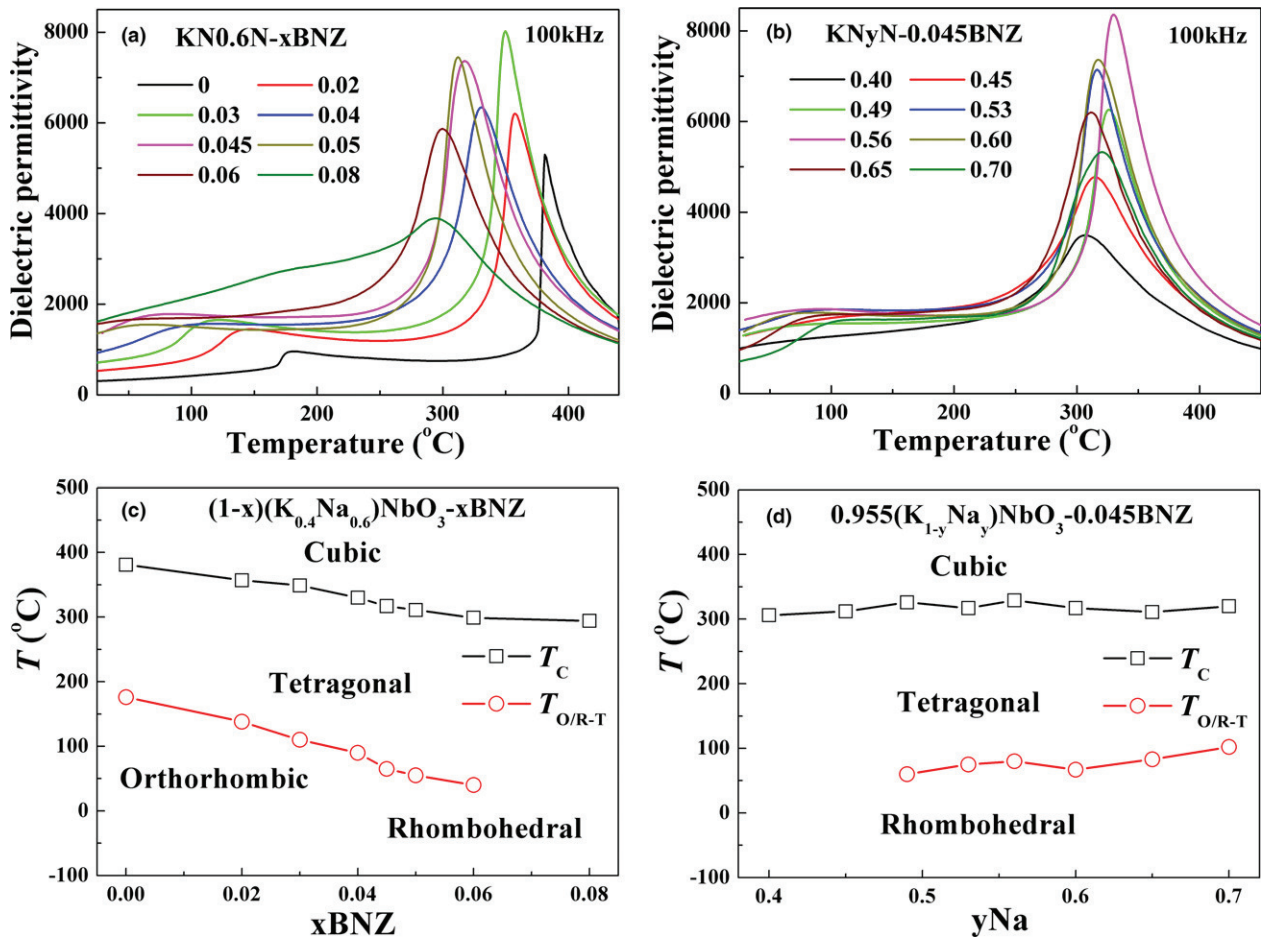 (a) KN0.6N-xBNZ 100kHz
0 0.02
0.03 0.04
0.045 0.05
0.06 0.08
8000
6000
4000
2000
0
Dielectric permittivity
100 200 300 400
Temperature (°C)
(b) KNyN-0.045BNZ 100kHz
0.40 0.45
0.49 0.53
0.56 0.60
0.65 0.70
8000
6000
4000
2000
0
Dielectric permittivity
100 200 300 400
Temperature (°C)
(c) (1-x)(K0.4Na0.6)NbO3-xBNZ
Cubic
TC
Tetragonal
TO/R-T
Orthorhombic
Rhombohedral
500
400
300
200
100
0
-100
T (°C)
0.00 0.02 0.04 0.06 0.08
xBNZ
(d) 0.955(K1-yNay)NbO3-0.045BNZ
Cubic
TC
Tetragonal
TO/R-T
Rhombohedral
500
400
300
200
100
0
-100
T (°C)
0.4 0.5 0.6 0.7
yNa